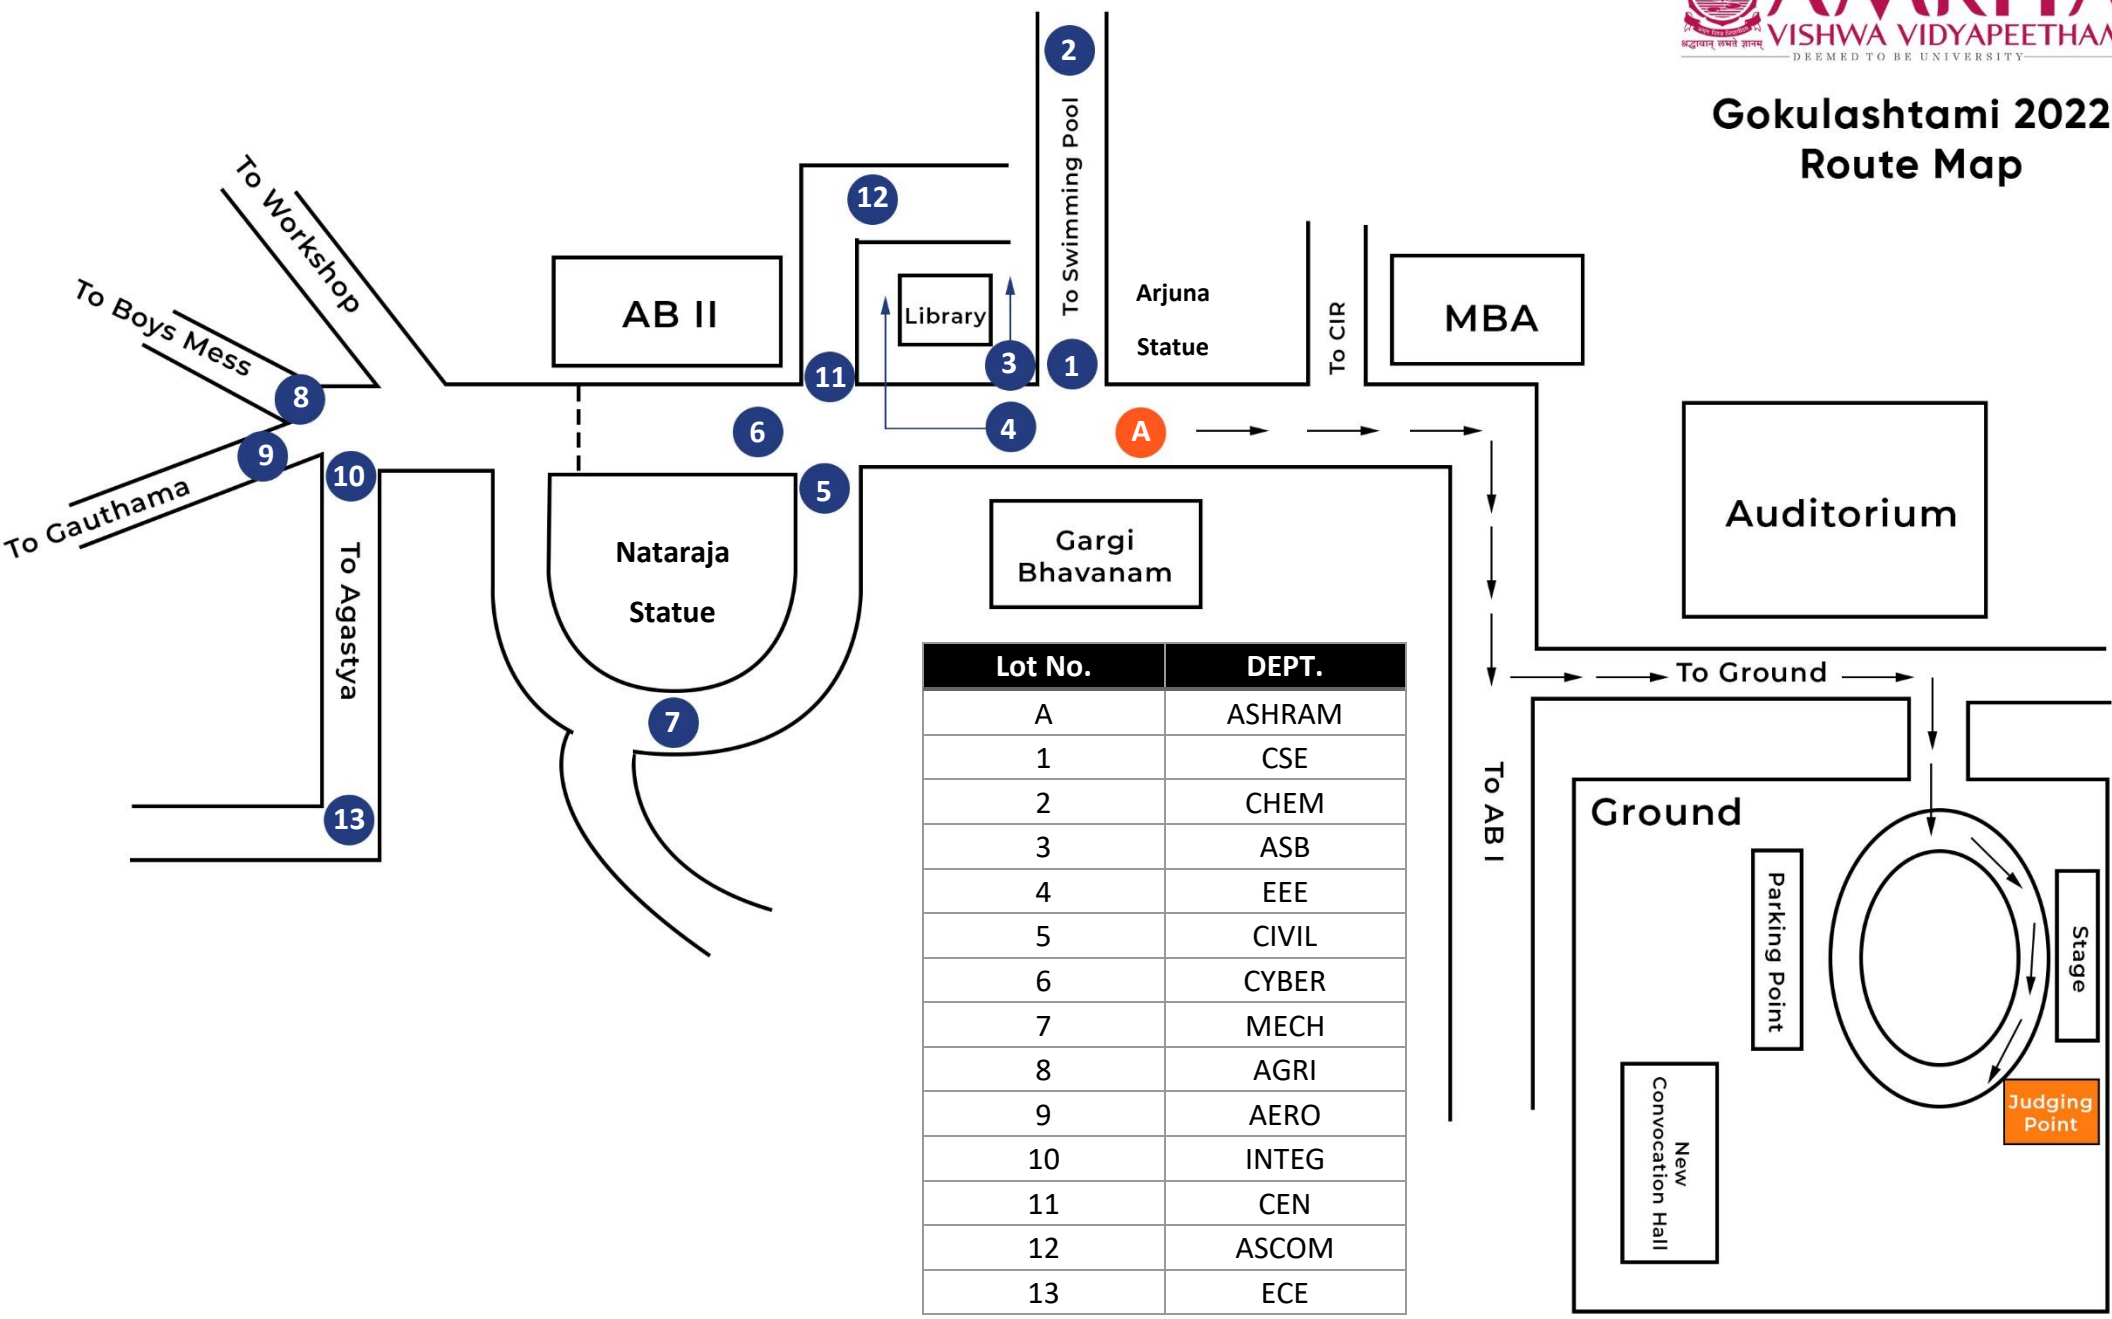 AMRITA
श्रद्धावान् लभते ज्ञानम्
VISHWA VIDYAPEETHAM
DEEMED TO BE UNIVERSITY
Gokulashtami 2022
Route Map
2
To Swimming Pool
To Workshop
To Boys Mess
12
AB II
Library
Arjuna
Statue
To CIR
MBA
11
3
1
8
6
4
A
9
10
5
To Gauthama
To Agastya
Nataraja
Statue
Gargi
Bhavanam
Auditorium
7
13
To Ground
To AB I
Lot No. DEPT.
A ASHRAM
1 CSE
2 CHEM
3 ASB
4 EEE
5 CIVIL
6 CYBER
7 MECH
8 AGRI
9 AERO
10 INTEG
11 CEN
12 ASCOM
13 ECE
Ground
Parking Point
Stage
New
Convocation Hall
Judging
Point